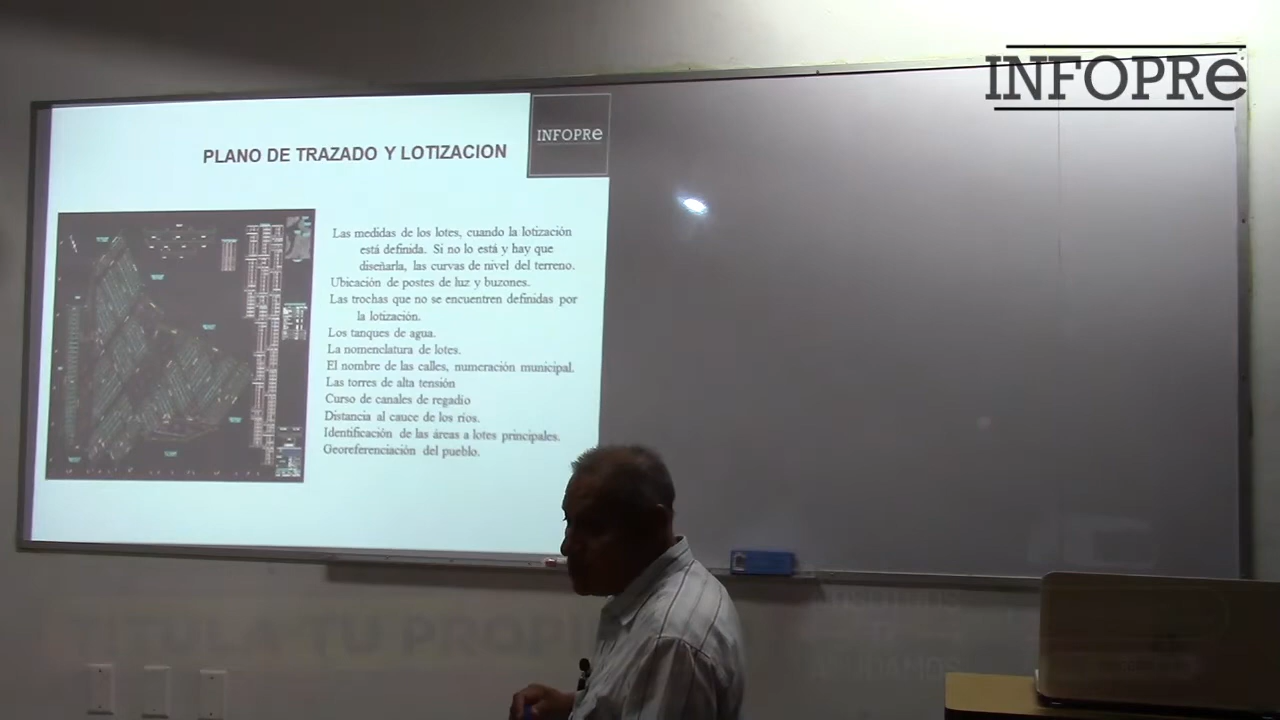 INFOPRe
INFOPRe
PLANO DE TRAZADO Y LOTIZACION
Las medidas de los lotes, cuando la lotización
está definida. Si no lo está y hay que
diseñarla, las curvas de nivel del terreno.
Ubicación de postes de luz y buzones.
Las trochas que no se encuentren definidas por
la lotización.
Los tanques de agua.
La nomenclatura de lotes.
El nombre de las calles, numeración municipal.
Las torres de alta tensión
Curso de canales de regadío
Distancia al cauce de los ríos.
Identificación de las áreas a lotes principales.
Georeferenciación del pueblo.
TITULA TU PROPI
AYUDAMOS